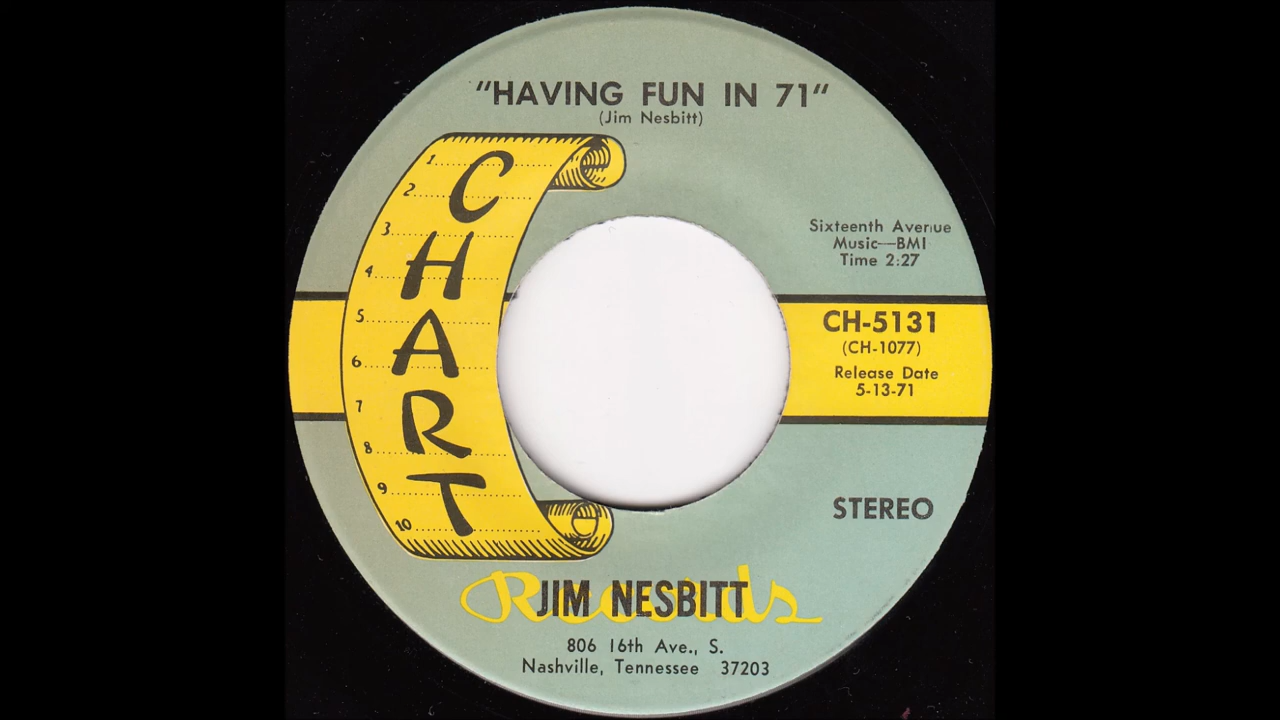 "HAVING FUN IN 71"
(Jim Nesbitt)
CHART
1
2
3
4
5
6
7
8
9
10
Sixteenth Avenue
Music—BMI
Time 2:27
CH-5131
(CH-1077)
Release Date
5-13-71
STEREO
Records
JIM NESBITT
806 16th Ave., S.
Nashville, Tennessee 37203